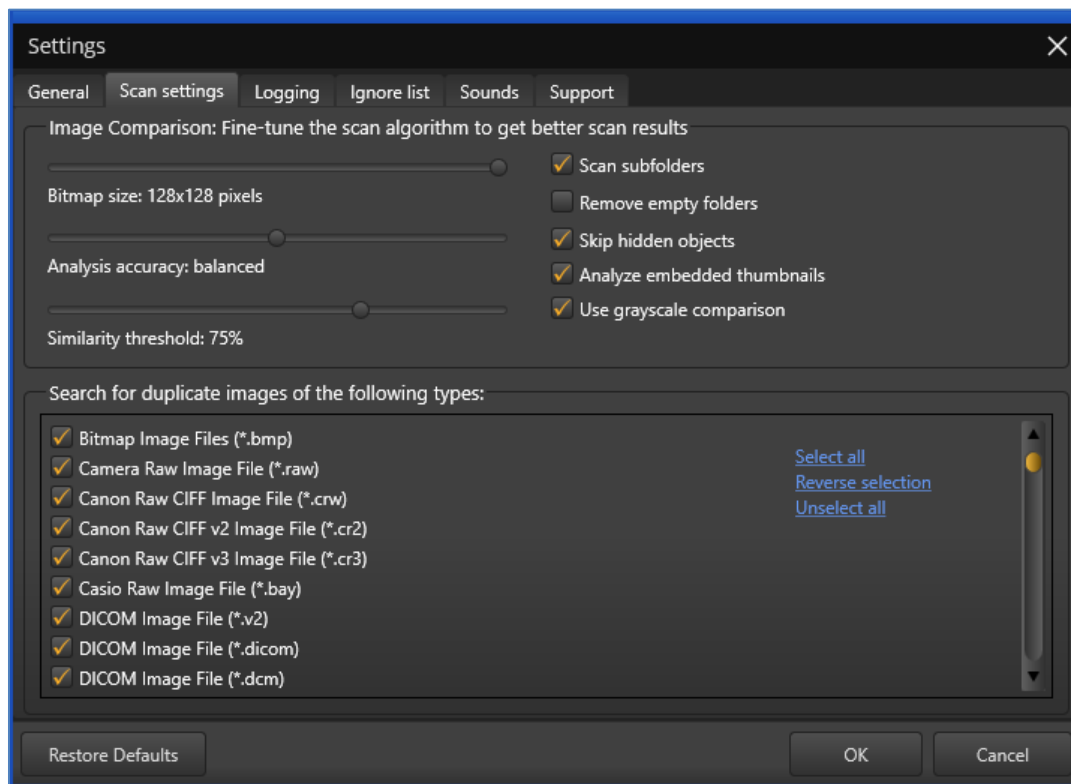 Settings
General Scan settings Logging Ignore list Sounds Support
Image Comparison: Fine-tune the scan algorithm to get better scan results
Bitmap size: 128x128 pixels
Analysis accuracy: balanced
Similarity threshold: 75%
Scan subfolders
Remove empty folders
Skip hidden objects
Analyze embedded thumbnails
Use grayscale comparison
Search for duplicate images of the following types:
Bitmap Image Files (*.bmp)
Camera Raw Image File (*.raw)
Canon Raw CIFF Image File (*.crw)
Canon Raw CIFF v2 Image File (*.cr2)
Canon Raw CIFF v3 Image File (*.cr3)
Casio Raw Image File (*.bay)
DICOM Image File (*.v2)
DICOM Image File (*.dicom)
DICOM Image File (*.dcm)
Select all
Reverse selection
Unselect all
Restore Defaults OK Cancel